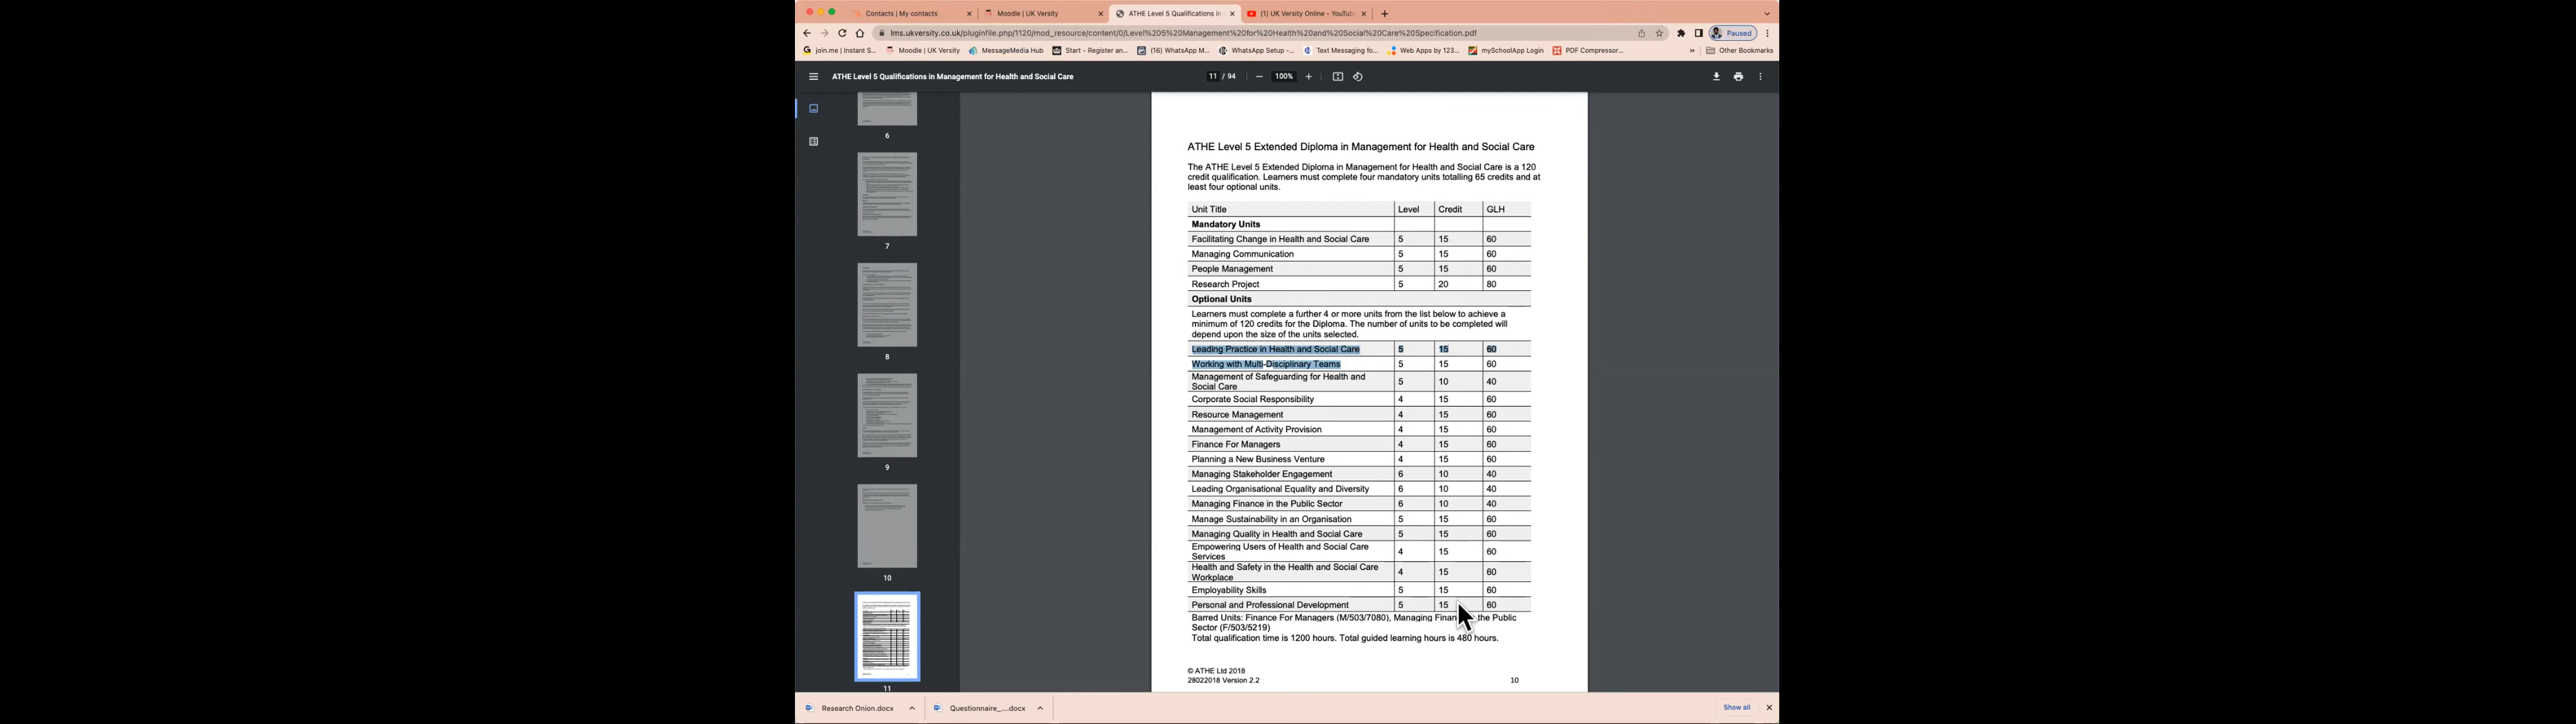 Contacts | My contacts
Moodle | UK Versity
ATHE Level 5 Qualifications in
(1) UK Versity Online - YouTub
lms.ukversity.co.uk/pluginfile.php/1120/mod_resource/content/0/Level%205%20Management%20for%20Health%20and%20Social%20Care%20Specification.pdf
Paused
join.me | Instant S...
Moodle | UK Versity
MessageMedia Hub
Start - Register an...
(16) WhatsApp M...
WhatsApp Setup -...
Text Messaging fo...
Web Apps by 123...
mySchoolApp Login
PDF Compressor...
»
Other Bookmarks
ATHE Level 5 Qualifications in Management for Health and Social Care
11 / 94
100%
6
7
8
9
10
11
ATHE Level 5 Extended Diploma in Management for Health and Social Care
The ATHE Level 5 Extended Diploma in Management for Health and Social Care is a 120
credit qualification. Learners must complete four mandatory units totalling 65 credits and at
least four optional units.
Unit Title Level Credit GLH
Mandatory Units
Facilitating Change in Health and Social Care 5 15 60
Managing Communication 5 15 60
People Management 5 15 60
Research Project 5 20 80
Optional Units
Learners must complete a further 4 or more units from the list below to achieve a
minimum of 120 credits for the Diploma. The number of units to be completed will
depend upon the size of the units selected.
Leading Practice in Health and Social Care 5 15 60
Working with Multi-Disciplinary Teams 5 15 60
Management of Safeguarding for Health and
Social Care 5 10 40
Corporate Social Responsibility 4 15 60
Resource Management 4 15 60
Management of Activity Provision 4 15 60
Finance For Managers 4 15 60
Planning a New Business Venture 4 15 60
Managing Stakeholder Engagement 6 10 40
Leading Organisational Equality and Diversity 6 10 40
Managing Finance in the Public Sector 6 10 40
Manage Sustainability in an Organisation 5 15 60
Managing Quality in Health and Social Care 5 15 60
Empowering Users of Health and Social Care
Services 4 15 60
Health and Safety in the Health and Social Care
Workplace 4 15 60
Employability Skills 5 15 60
Personal and Professional Development 5 15 60
Barred Units: Finance For Managers (M/503/7080), Managing Finan the Public
Sector (F/503/5219)
Total qualification time is 1200 hours. Total guided learning hours is 480 hours.
© ATHE Ltd 2018
28022018 Version 2.2 10
Research Onion.docx
Questionnaire_....docx
Show all